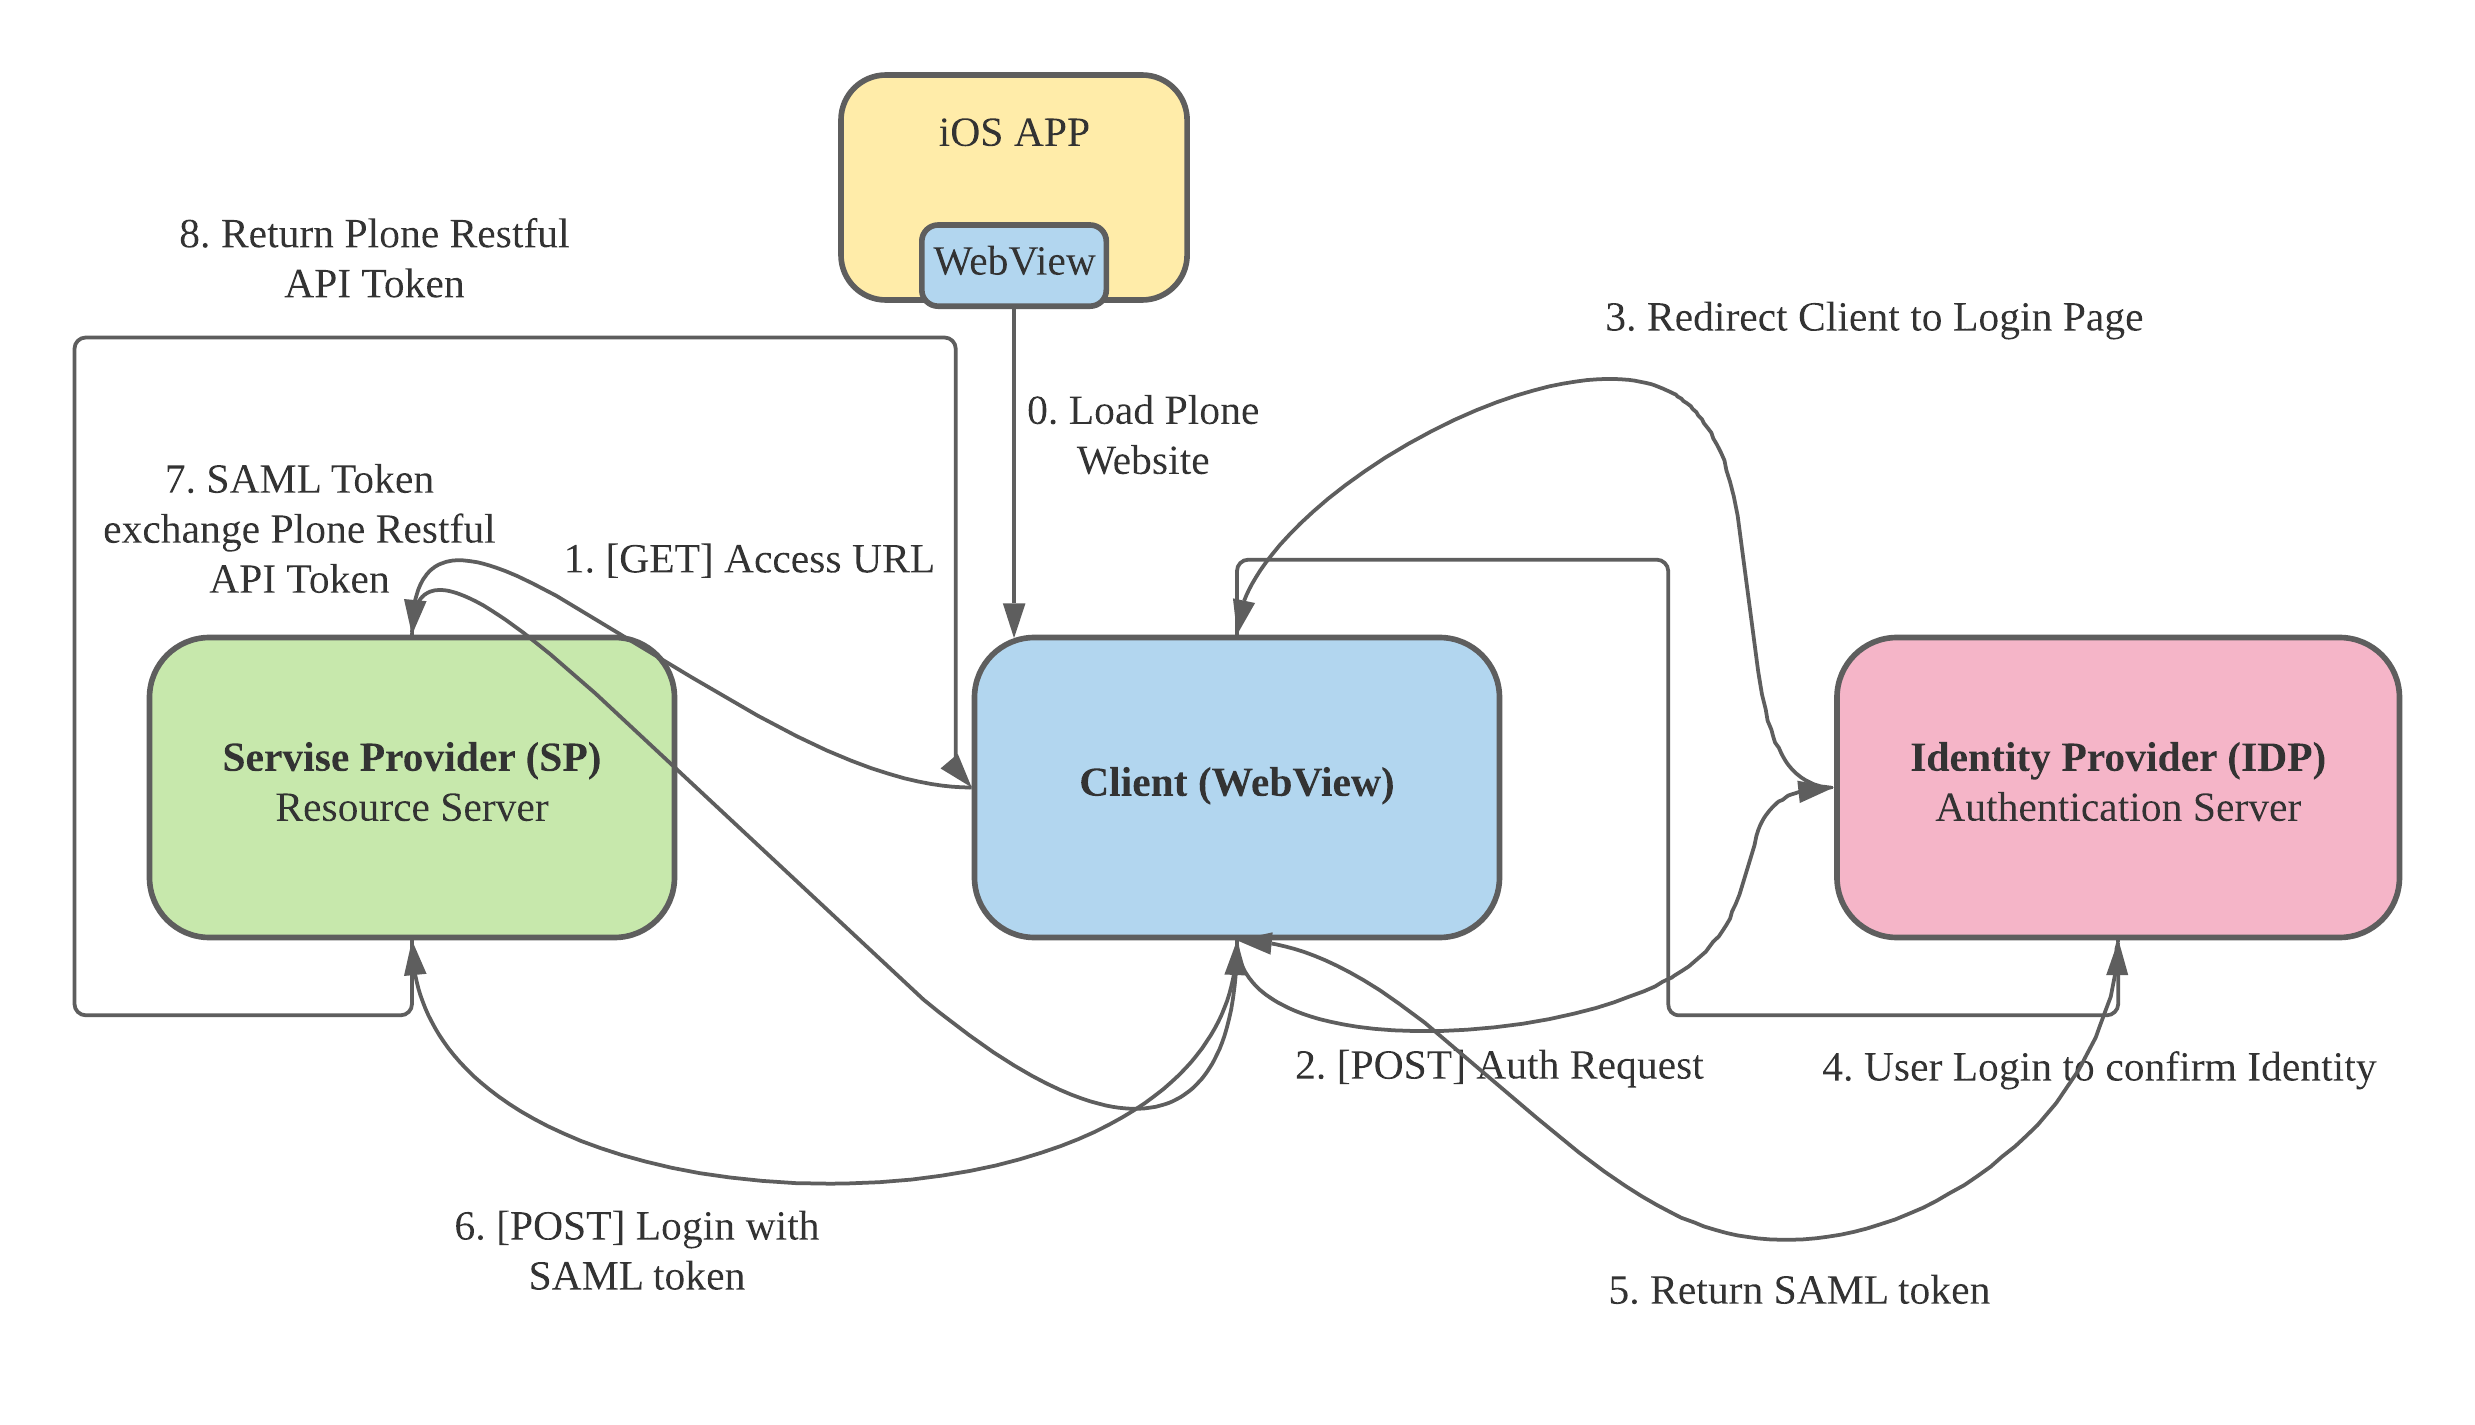 iOS APP
WebView
8. Return Plone Restful
API Token
3. Redirect Client to Login Page
0. Load Plone
Website
7. SAML Token
exchange Plone Restful
API Token
1. [GET] Access URL
Servise Provider (SP)
Resource Server
Client (WebView)
Identity Provider (IDP)
Authentication Server
2. [POST] Auth Request
4. User Login to confirm Identity
6. [POST] Login with
SAML token
5. Return SAML token